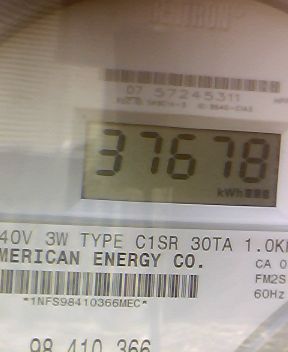 07 57245311
37678
kWh
40V 3W TYPE C1SR 30TA 1.0K
MERICAN ENERGY CO.
CA 0
FM2S
60Hz
*1NFS98410366MEC*
98 410 366